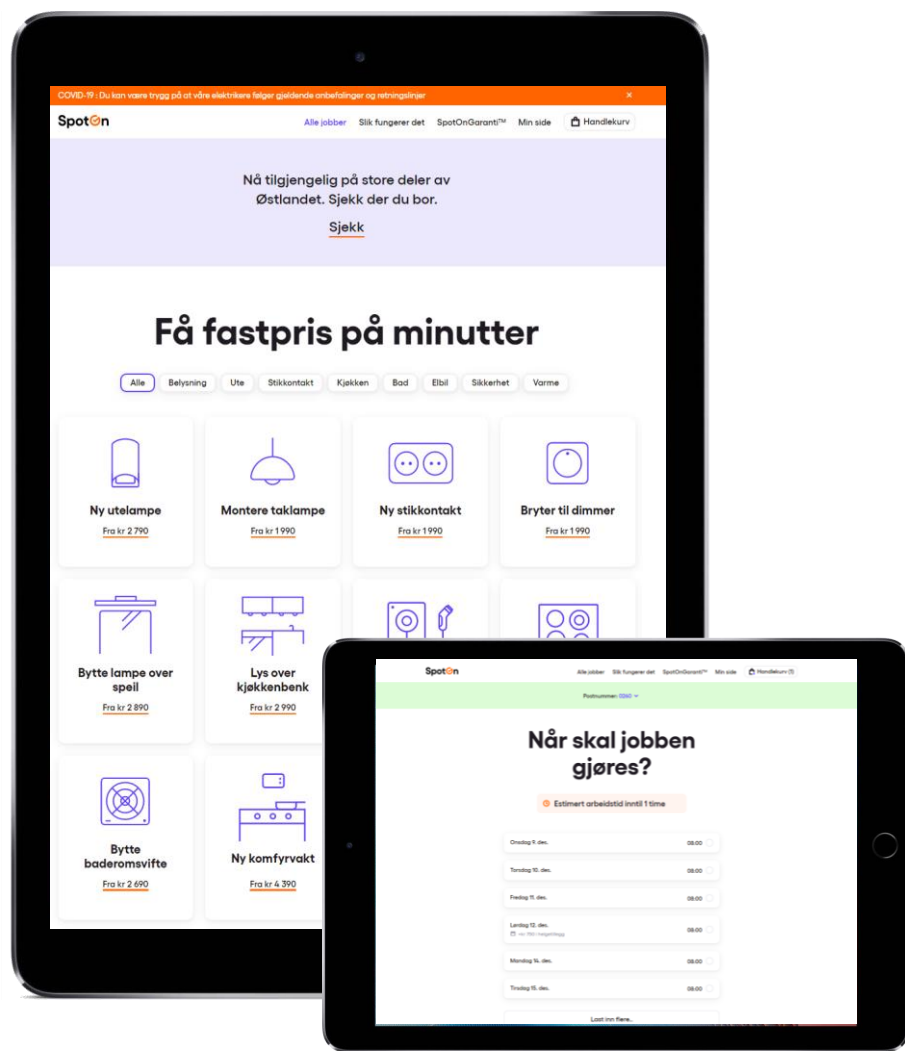 COVID-19 : Du kan være trygg på at våre elektrikere følger gjeldende anbefalinger og retningslinjer ×
SpotOn Alle jobber Slik fungerer det SpotOnGaranti™ Min side Handlekurv
Nå tilgjengelig på store deler av
Østlandet. Sjekk der du bor.
Sjekk
Få fastpris på minutter
Alle Belysning Ute Stikkontakt Kjøkken Bad Elbil Sikkerhet Varme
Ny utelampe Montere taklampe Ny stikkontakt Bryter til dimmer
Fra kr 2 790 Fra kr 1 990 Fra kr 1 990 Fra kr 1 990
Bytte lampe over
speil
Fra kr 2 890
Lys over
kjøkkenbenk
Fra kr 2 990
Bytte
baderomsvifte
Fra kr 2 690
Ny komfyrvakt
Fra kr 4 390
SpotOn Alle jobber Slik fungerer det SpotOnGaranti™ Min side Handlekurv (1)
Postnummer: 0260
Når skal jobben
gjøres?
Estimert arbeidstid inntil 1 time
Onsdag 9. des. 08:00
Torsdag 10. des. 08:00
Fredag 11. des. 08:00
Lørdag 12. des. 08:00
Mandag 14. des. 08:00
Tirsdag 15. des. 08:00
Last inn flere..